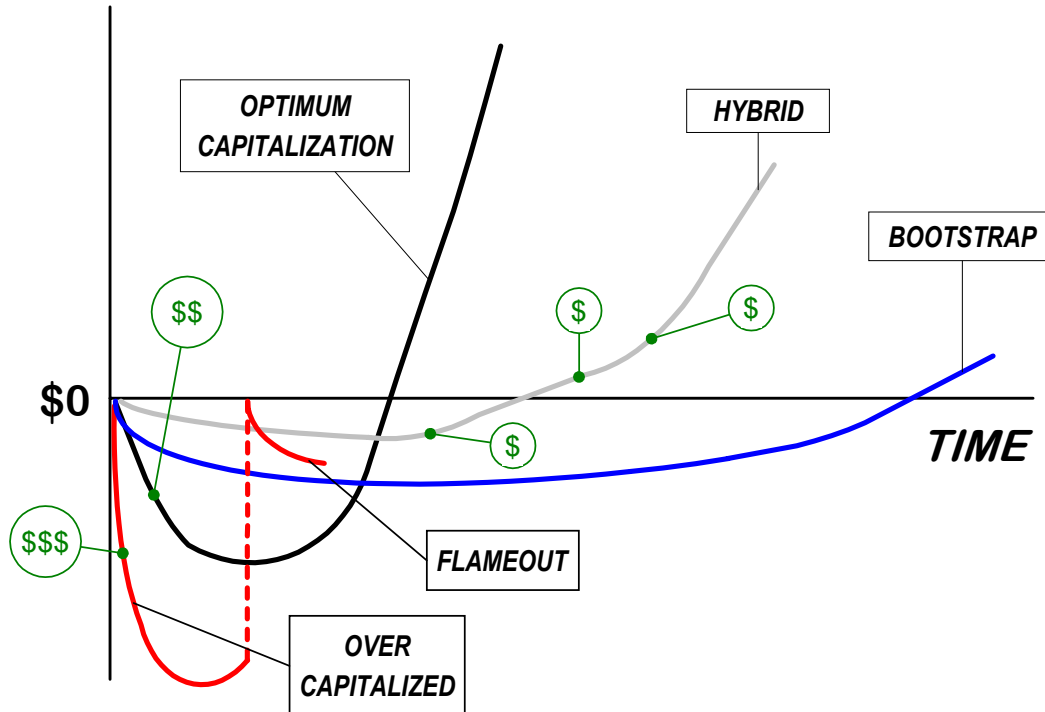 OPTIMUM
CAPITALIZATION
HYBRID
BOOTSTRAP
$$
$
$
$0
$
TIME
$$$
FLAMEOUT
OVER
CAPITALIZED